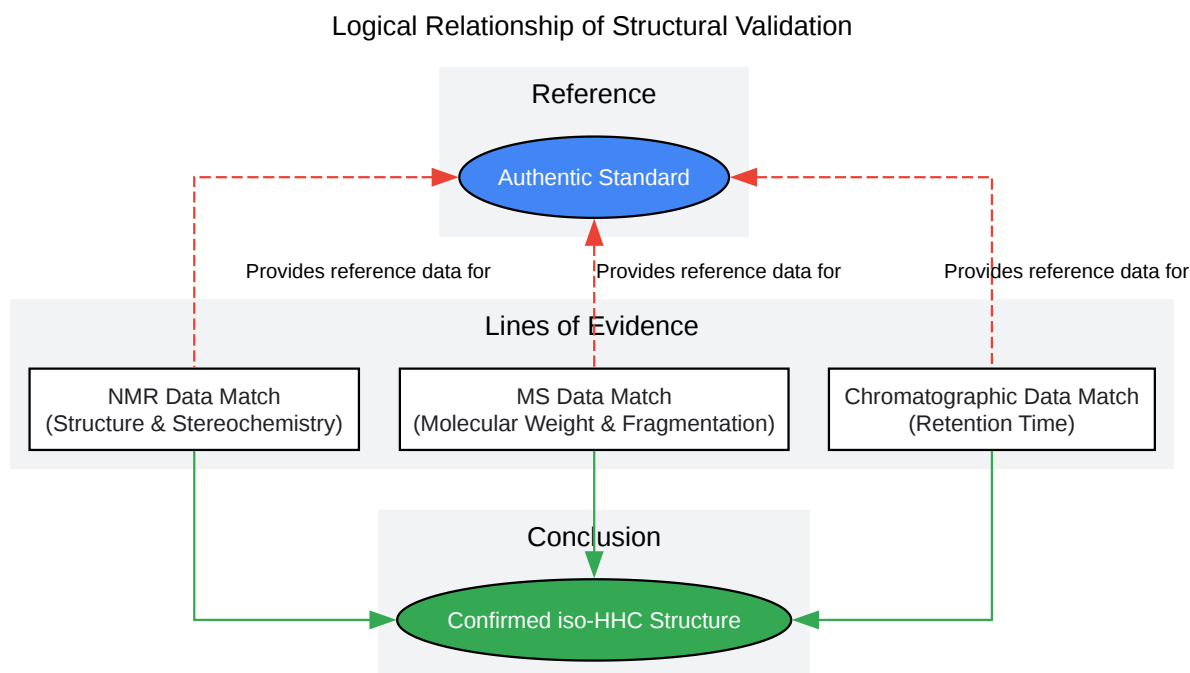 Logical Relationship of Structural Validation
Reference
Authentic Standard
Provides reference data for
Provides reference data for
Provides reference data for
Lines of Evidence
NMR Data Match
(Structure & Stereochemistry)
MS Data Match
(Molecular Weight & Fragmentation)
Chromatographic Data Match
(Retention Time)
Conclusion
Confirmed iso-HHC Structure